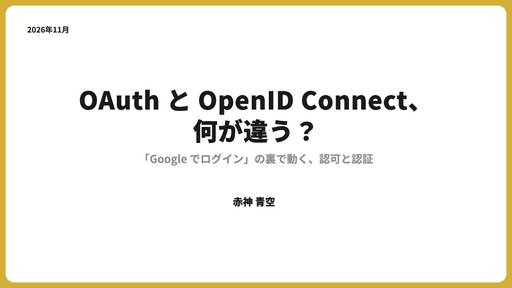 2026年11月
OAuth と OpenID Connect、
何が違う？
「Google でログイン」の裏で動く、認可と認証
赤神 青空